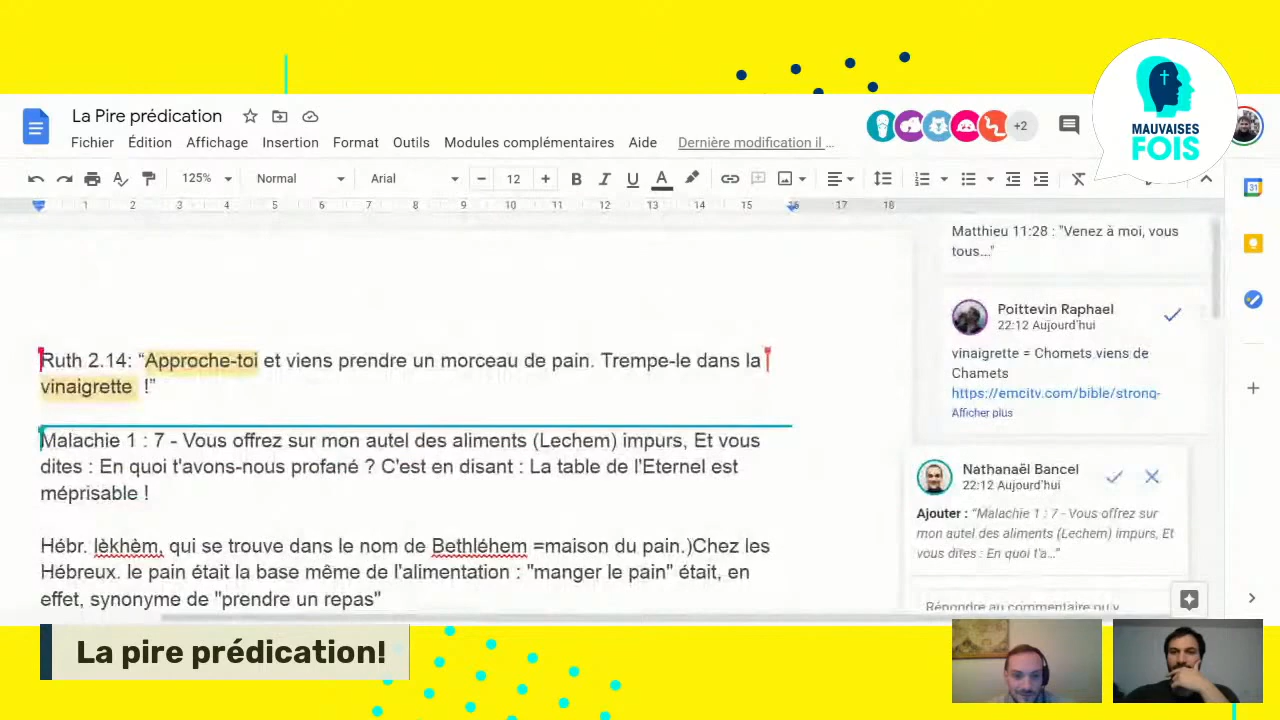 La Pire prédication
Fichier Édition Affichage Insertion Format Outils Modules complémentaires Aide Dernière modification il ...
+2
MAUVAISES
FOIS
125% Normal Arial 12 B I U A
1 2 3 4 5 6 7 8 9 10 11 12 13 14 15 16 17 18
Ruth 2.14: “Approche-toi et viens prendre un morceau de pain. Trempe-le dans la
vinaigrette !”
Malachie 1 : 7 - Vous offrez sur mon autel des aliments (Lechem) impurs, Et vous
dites : En quoi t'avons-nous profané ? C'est en disant : La table de l'Eternel est
méprisable !
Hébr. lèkhèm, qui se trouve dans le nom de Bethléhem =maison du pain.)Chez les
Hébreux. le pain était la base même de l'alimentation : "manger le pain" était, en
effet, synonyme de "prendre un repas"
Matthieu 11:28 : "Venez à moi, vous
tous..."
Poittevin Raphael
22:12 Aujourd'hui
vinaigrette = Chomets viens de
Chamets
https://emcitv.com/bible/strong-
Afficher plus
Nathanaël Bancel
22:12 Aujourd'hui
Ajouter : “Malachie 1 : 7 - Vous offrez sur
mon autel des aliments (Lechem) impurs, Et
vous dites : En quoi t'a...”
Répondre au commentaire ou y
31
La pire prédication!